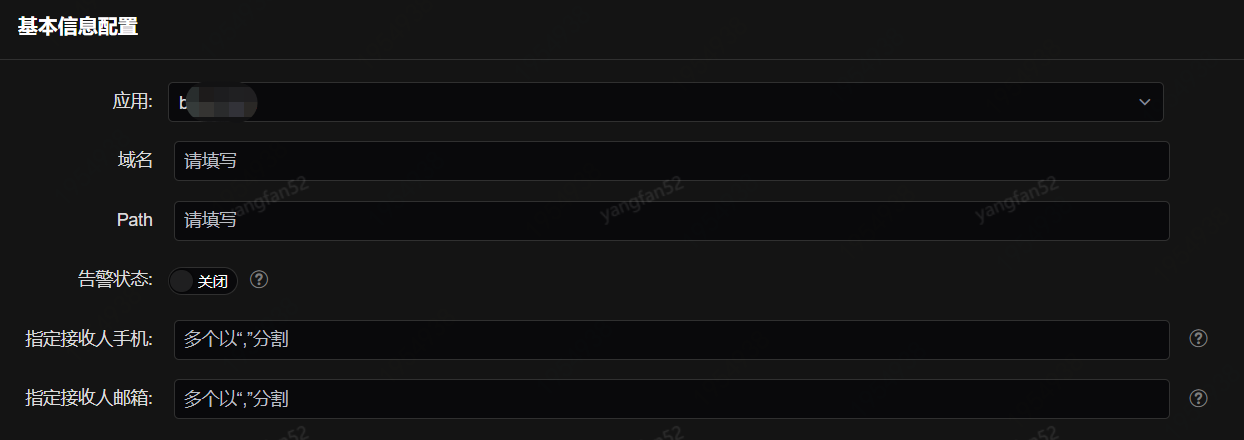 基本信息配置
应用: b
域名 请填写
yangfan52 yangfan52 yangfan52
Path 请填写
告警状态: 关闭 ?
指定接收人手机: 多个以“,”分割 ?
指定接收人邮箱: 多个以“,”分割 ?